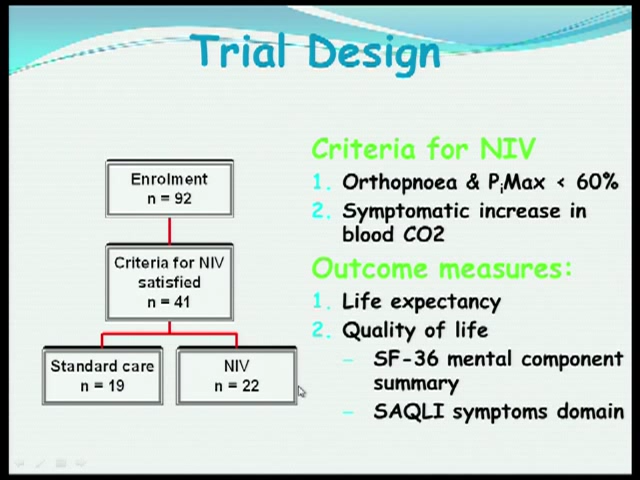 Trial Design
Enrolment
n = 92
Criteria for NIV
satisfied
n = 41
Standard care
n = 19
NIV
n = 22
Criteria for NIV
1. Orthopnoea & PiMax < 60%
2. Symptomatic increase in
blood CO2
Outcome measures:
1. Life expectancy
2. Quality of life
– SF-36 mental component
summary
– SAQLI symptoms domain